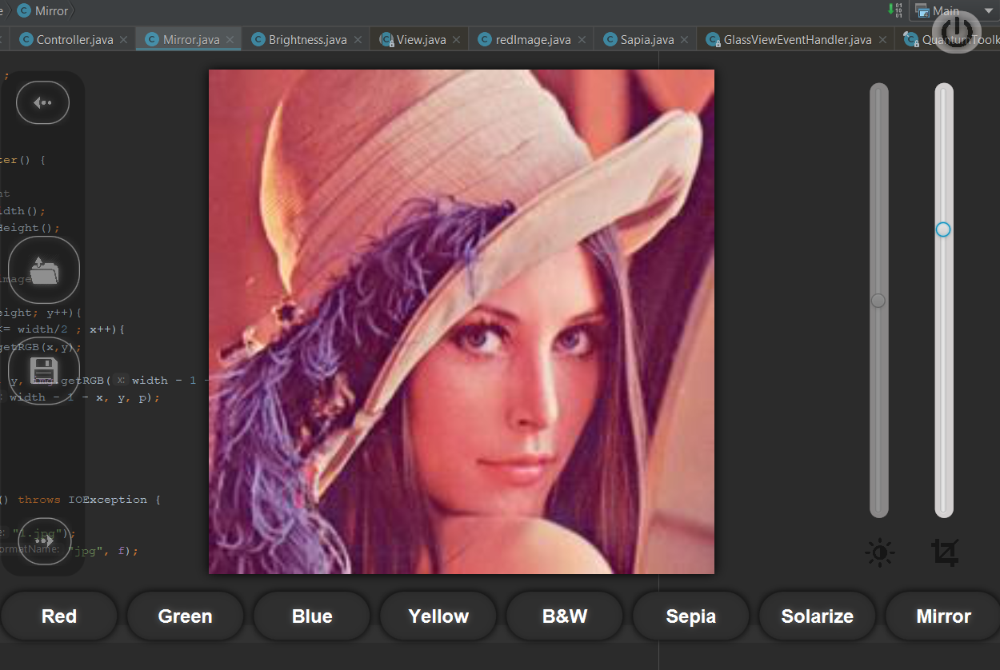 Mirror
Main
Controller.java
Mirror.java
Brightness.java
View.java
redImage.java
Sapia.java
GlassViewEventHandler.java
;
ter() {
nt
idth();
Height();
image
eight; y++){
<= width/2 ; x++){
getRGB(x,y);
y, img.getRGB( x: width - 1 -
: width - 1 - x, y, p);
() throws IOException {
e: "1.jpg");
ormatName: "jpg", f);
Red
Green
Blue
Yellow
B&W
Sepia
Solarize
Mirror